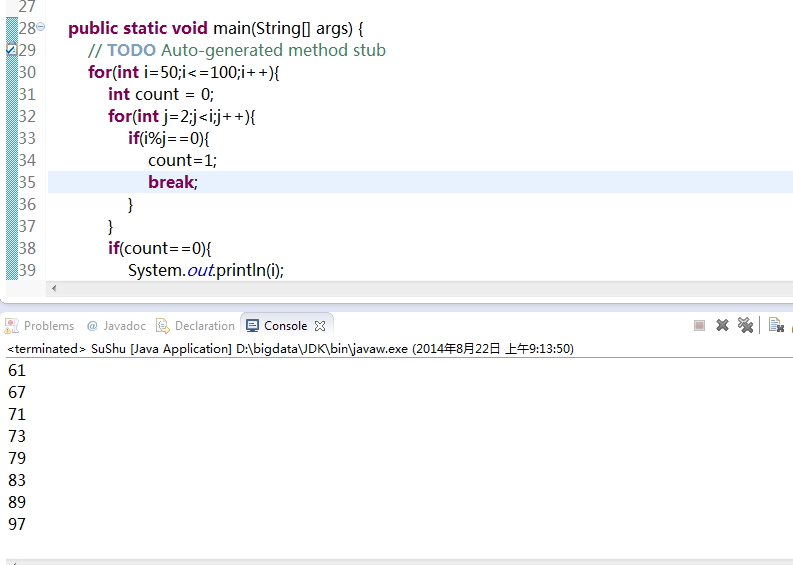 27
28 public static void main(String[] args) {
29 // TODO Auto-generated method stub
30 for(int i=50;i<=100;i++){
31 int count = 0;
32 for(int j=2;j<i;j++){
33 if(i%j==0){
34 count=1;
35 break;
36 }
37 }
38 if(count==0){
39 System.out.println(i);
Problems @ Javadoc Declaration Console
<terminated> SuShu [Java Application] D:\bigdata\JDK\bin\javaw.exe (2014年8月22日 上午9:13:50)
61
67
71
73
79
83
89
97